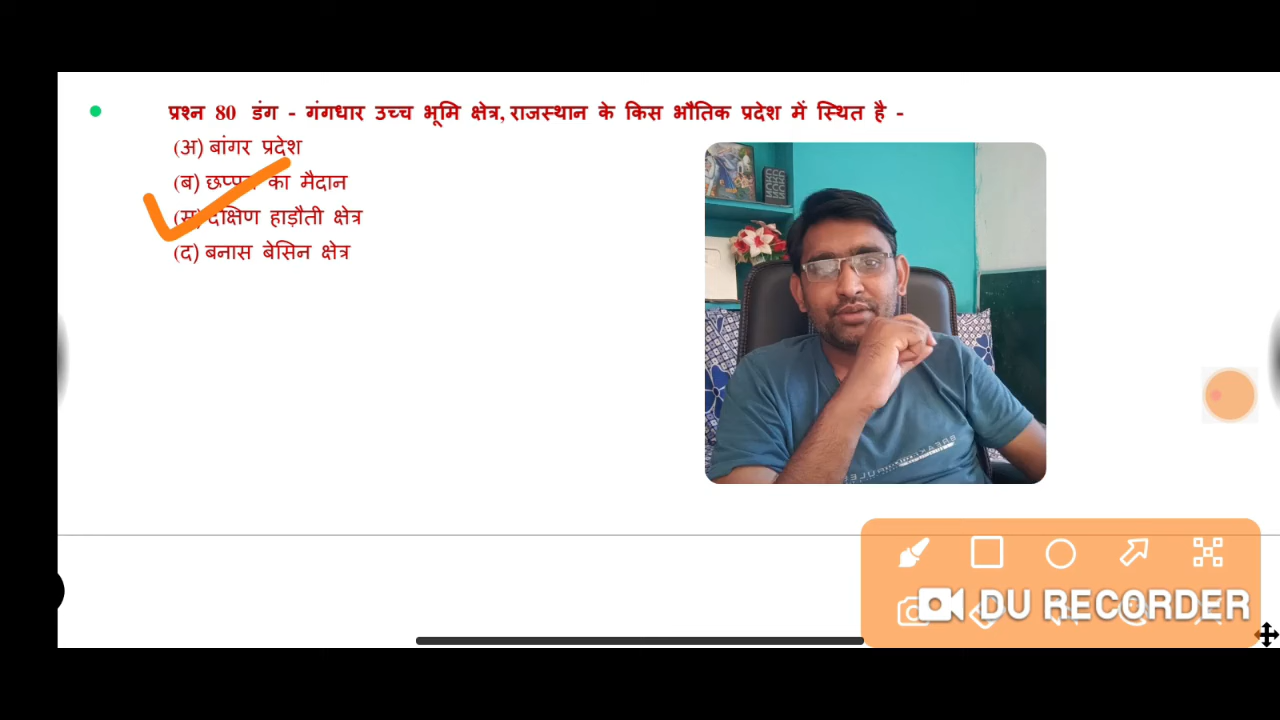 प्रश्न 80 डंग - गंगधार उच्च भूमि क्षेत्र, राजस्थान के किस भौतिक प्रदेश में स्थित है -
(अ) बांगर प्रदेश
(ब) छप्पन का मैदान
(स) दक्षिण हाड़ौती क्षेत्र
(द) बनास बेसिन क्षेत्र
DU RECORDER